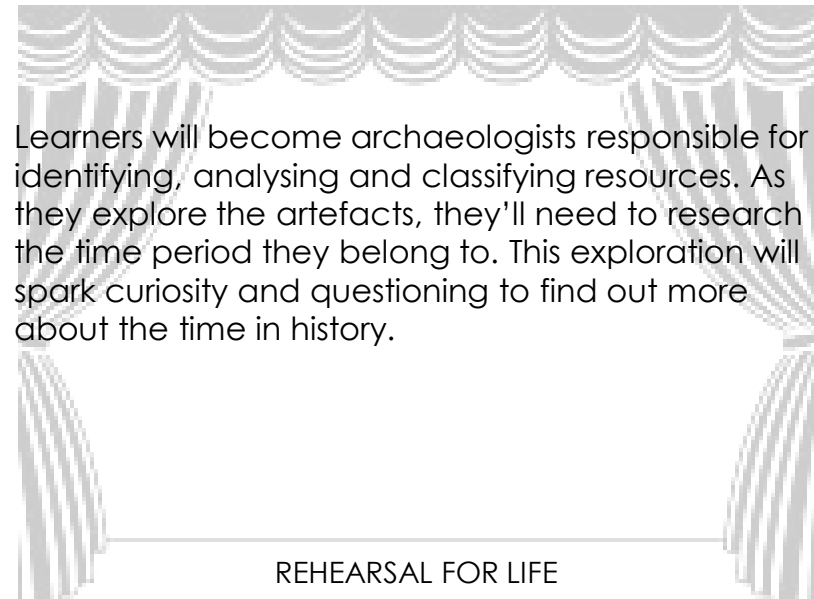 Learners will become archaeologists responsible for
identifying, analysing and classifying resources. As
they explore the artefacts, they’ll need to research
the time period they belong to. This exploration will
spark curiosity and questioning to find out more
about the time in history.
REHEARSAL FOR LIFE